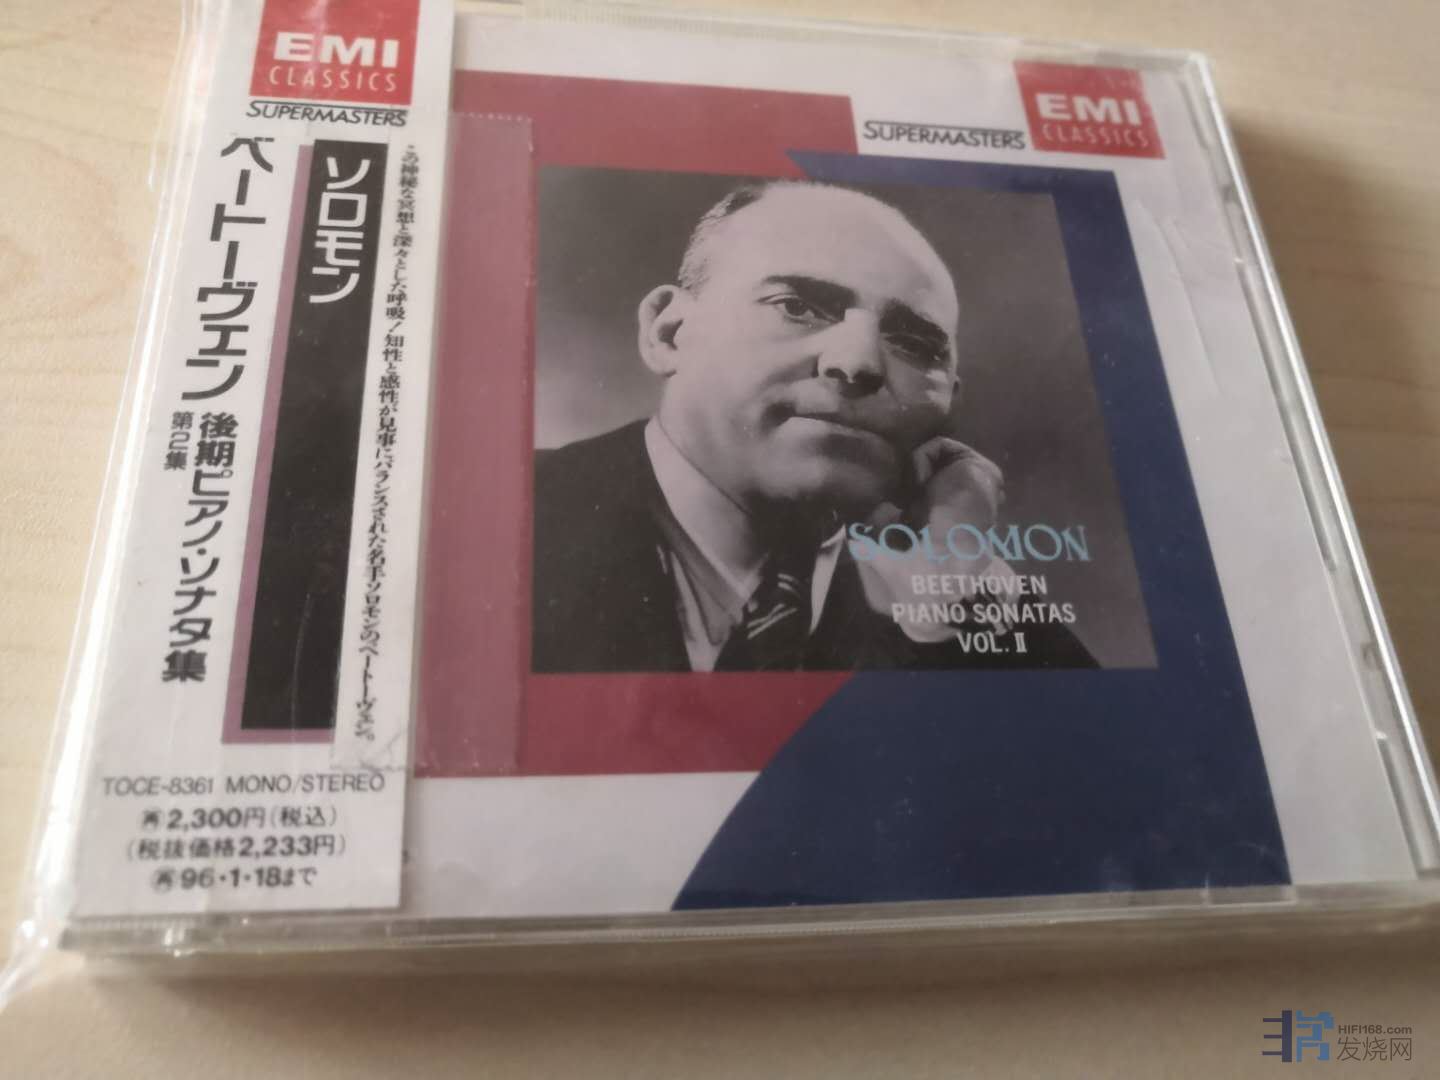 EMI
CLASSICS
SUPERMASTERS
ベートーヴェン
後期ピアノ・ソナタ集
第2集
ソロモン
この神秘な冥想と深々とした呼吸!知性と感性が見事にバランスされた名手ソロモンのベートーヴェン。
TOCE-8361 MONO/STEREO
再2,300円(税込)
(税抜価格2,233円)
再96・1・18まで
SUPERMASTERS
EMI
CLASSICS
SOLOMON
BEETHOVEN
PIANO SONATAS
VOL. II
HIFI168.com
发烧网